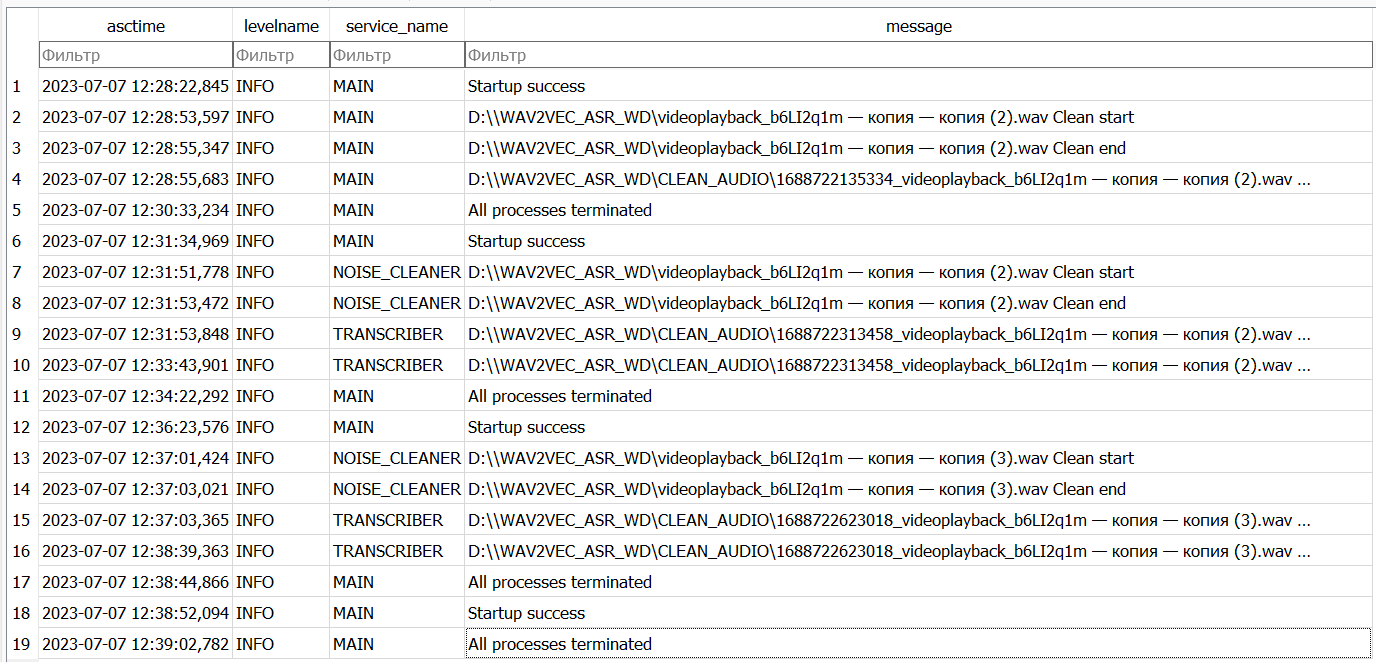 asctime levelname service_name message
Фильтр Фильтр Фильтр Фильтр
1 2023-07-07 12:28:22,845 INFO MAIN Startup success
2 2023-07-07 12:28:53,597 INFO MAIN D:\\WAV2VEC_ASR_WD\videoplayback_b6LI2q1m — копия — копия (2).wav Clean start
3 2023-07-07 12:28:55,347 INFO MAIN D:\\WAV2VEC_ASR_WD\videoplayback_b6LI2q1m — копия — копия (2).wav Clean end
4 2023-07-07 12:28:55,683 INFO MAIN D:\\WAV2VEC_ASR_WD\CLEAN_AUDIO\1688722135334_videoplayback_b6LI2q1m — копия — копия (2).wav ...
5 2023-07-07 12:30:33,234 INFO MAIN All processes terminated
6 2023-07-07 12:31:34,969 INFO MAIN Startup success
7 2023-07-07 12:31:51,778 INFO NOISE_CLEANER D:\\WAV2VEC_ASR_WD\videoplayback_b6LI2q1m — копия — копия (2).wav Clean start
8 2023-07-07 12:31:53,472 INFO NOISE_CLEANER D:\\WAV2VEC_ASR_WD\videoplayback_b6LI2q1m — копия — копия (2).wav Clean end
9 2023-07-07 12:31:53,848 INFO TRANSCRIBER D:\\WAV2VEC_ASR_WD\CLEAN_AUDIO\1688722313458_videoplayback_b6LI2q1m — копия — копия (2).wav ...
10 2023-07-07 12:33:43,901 INFO TRANSCRIBER D:\\WAV2VEC_ASR_WD\CLEAN_AUDIO\1688722313458_videoplayback_b6LI2q1m — копия — копия (2).wav ...
11 2023-07-07 12:34:22,292 INFO MAIN All processes terminated
12 2023-07-07 12:36:23,576 INFO MAIN Startup success
13 2023-07-07 12:37:01,424 INFO NOISE_CLEANER D:\\WAV2VEC_ASR_WD\videoplayback_b6LI2q1m — копия — копия (3).wav Clean start
14 2023-07-07 12:37:03,021 INFO NOISE_CLEANER D:\\WAV2VEC_ASR_WD\videoplayback_b6LI2q1m — копия — копия (3).wav Clean end
15 2023-07-07 12:37:03,365 INFO TRANSCRIBER D:\\WAV2VEC_ASR_WD\CLEAN_AUDIO\1688722623018_videoplayback_b6LI2q1m — копия — копия (3).wav ...
16 2023-07-07 12:38:39,363 INFO TRANSCRIBER D:\\WAV2VEC_ASR_WD\CLEAN_AUDIO\1688722623018_videoplayback_b6LI2q1m — копия — копия (3).wav ...
17 2023-07-07 12:38:44,866 INFO MAIN All processes terminated
18 2023-07-07 12:38:52,094 INFO MAIN Startup success
19 2023-07-07 12:39:02,782 INFO MAIN All processes terminated